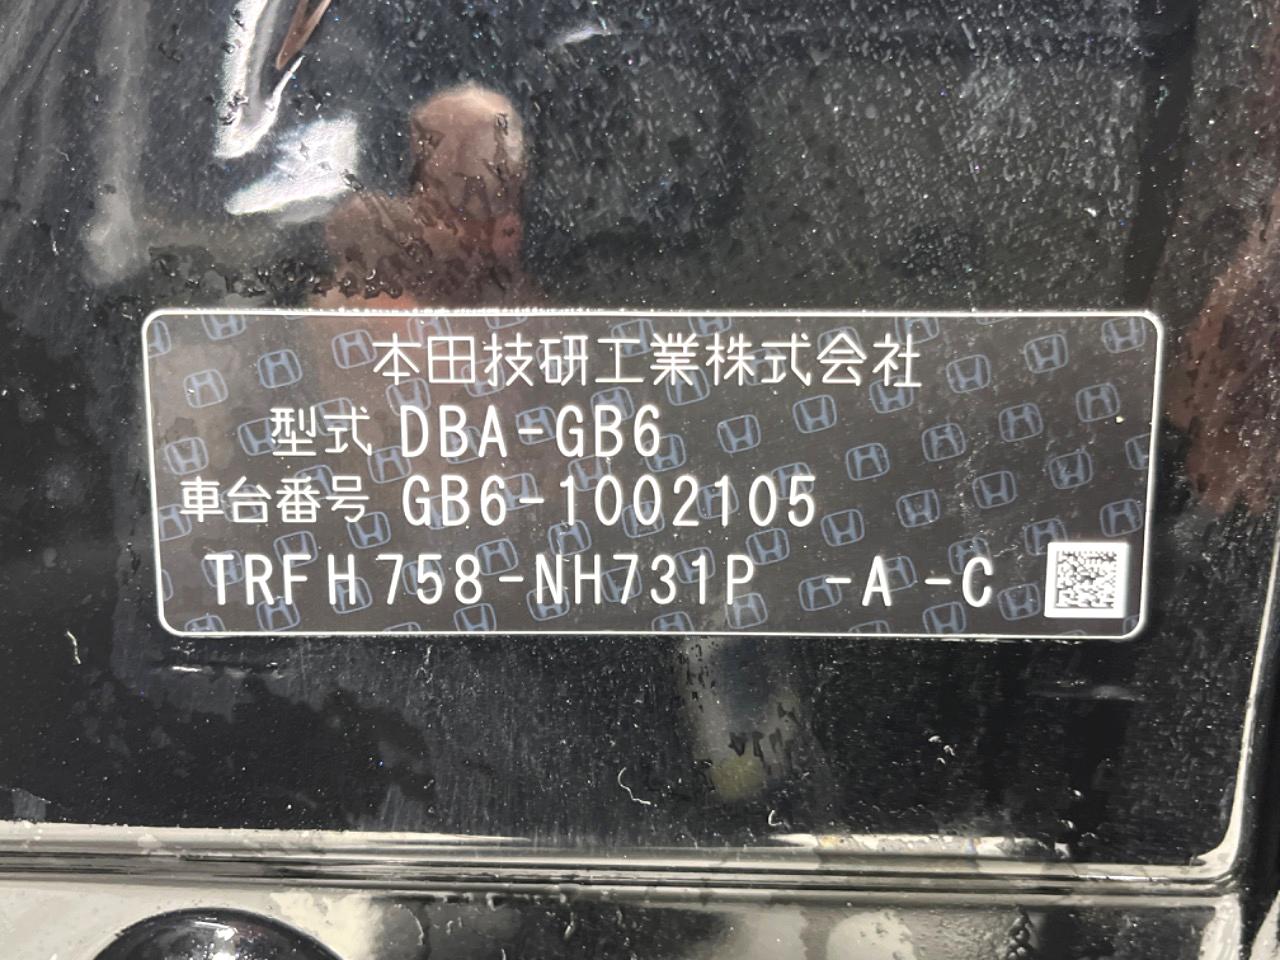 本田技研工業株式会社
型式 DBA-GB6
車台番号 GB6-1002105
TRFH758-NH731P -A -C